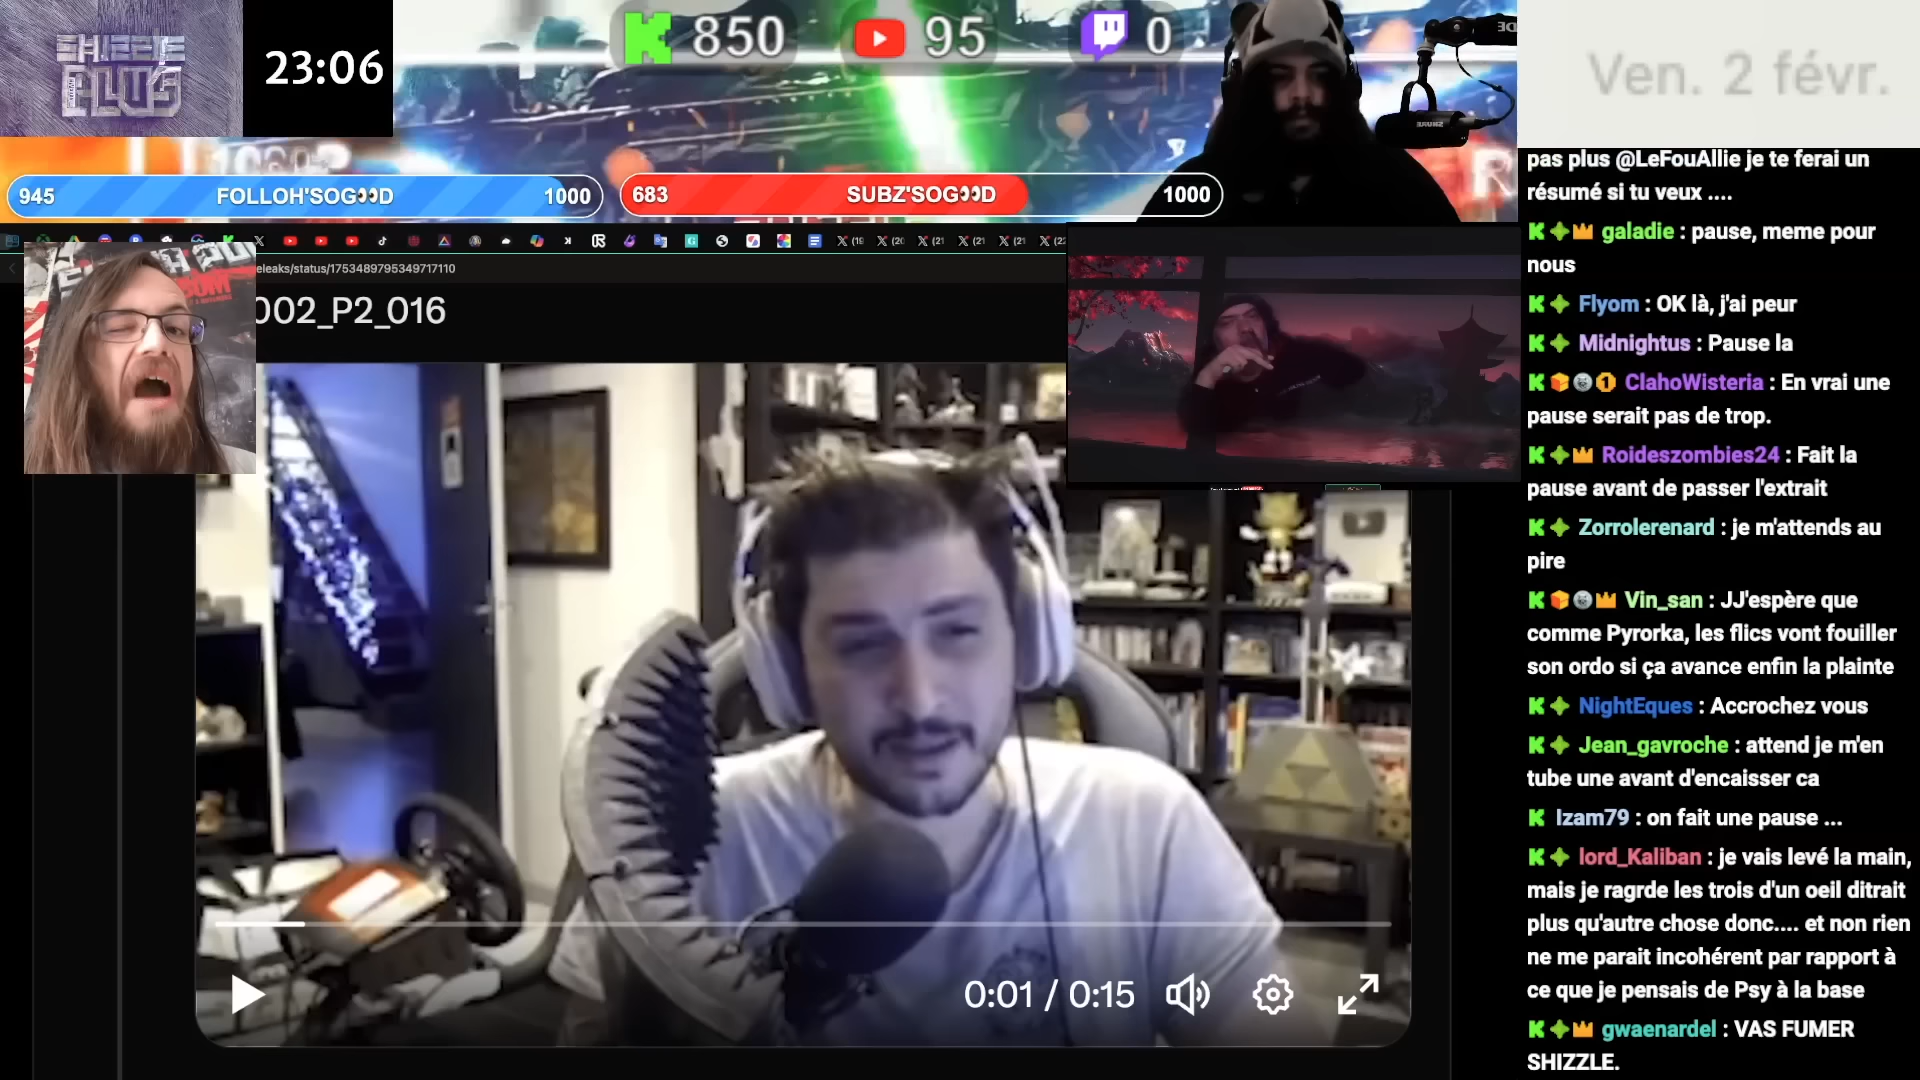 23:06
850
95
0
Ven. 2 févr.
945 FOLLOH'SOG👀D 1000
683 SUBZ'SOG👀D 1000
eleaks/status/1753489795349717110
002_P2_016
0:01 / 0:15
pas plus @LeFouAllie je te ferai un
résumé si tu veux ....
galadie : pause, meme pour
nous
Flyom : OK là, j'ai peur
Midnightus : Pause la
ClahoWisteria : En vrai une
pause serait pas de trop.
Roideszombies24 : Fait la
pause avant de passer l'extrait
Zorrolerenard : je m'attends au
pire
Vin_san : JJ'espère que
comme Pyrorka, les flics vont fouiller
son ordo si ça avance enfin la plainte
NightEques : Accrochez vous
Jean_gavroche : attend je m'en
tube une avant d'encaisser ca
Izam79 : on fait une pause ...
lord_Kaliban : je vais levé la main,
mais je ragrde les trois d'un oeil ditrait
plus qu'autre chose donc.... et non rien
ne me parait incohérent par rapport à
ce que je pensais de Psy à la base
gwaenardel : VAS FUMER
SHIZZLE.